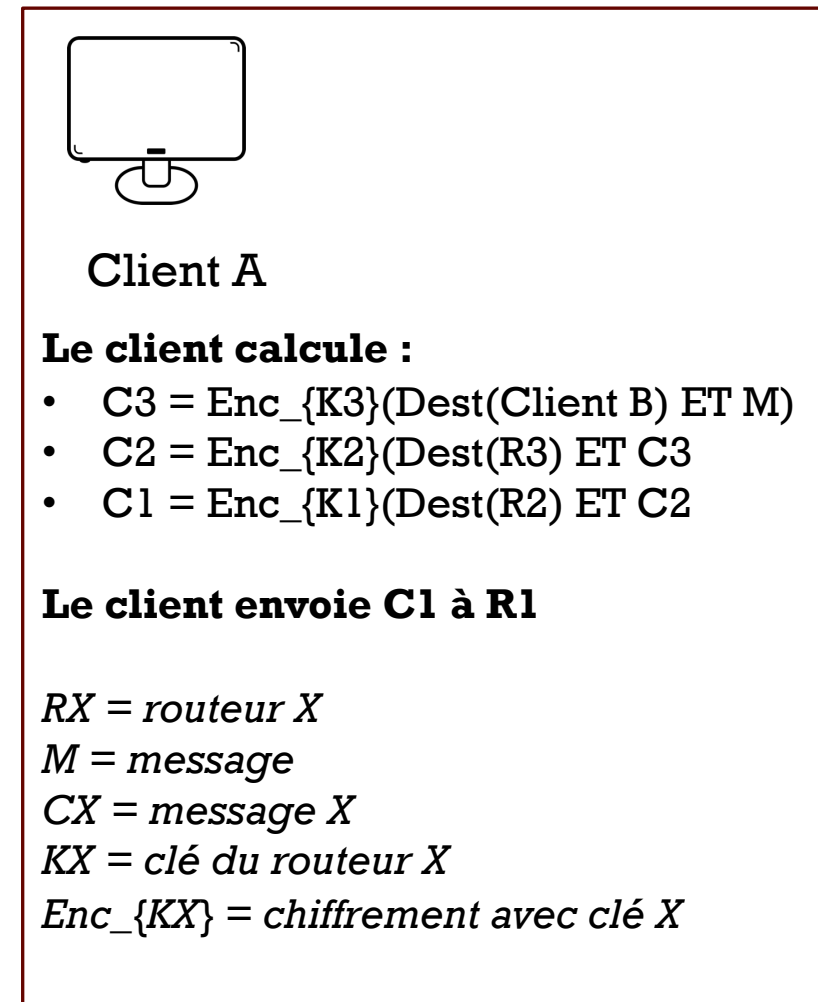 Client A
Le client calcule :
• C3 = Enc_{K3}(Dest(Client B) ET M)
• C2 = Enc_{K2}(Dest(R3) ET C3
• C1 = Enc_{K1}(Dest(R2) ET C2
Le client envoie C1 à R1
RX = routeur X
M = message
CX = message X
KX = clé du routeur X
Enc_{KX} = chiffrement avec clé X